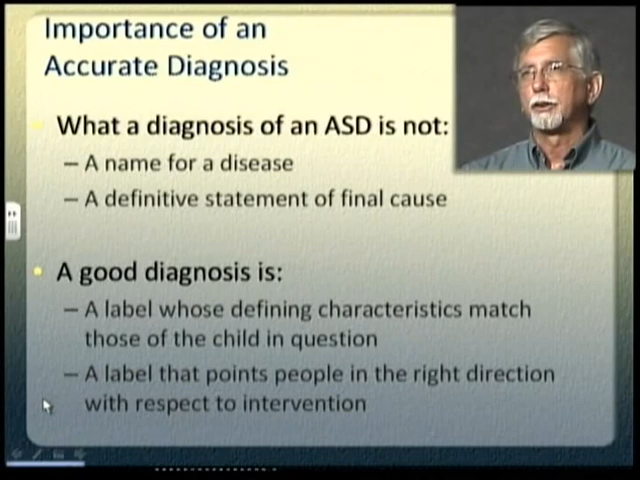 Importance of an
Accurate Diagnosis
What a diagnosis of an ASD is not:
– A name for a disease
– A definitive statement of final cause
A good diagnosis is:
– A label whose defining characteristics match
those of the child in question
– A label that points people in the right direction
with respect to intervention